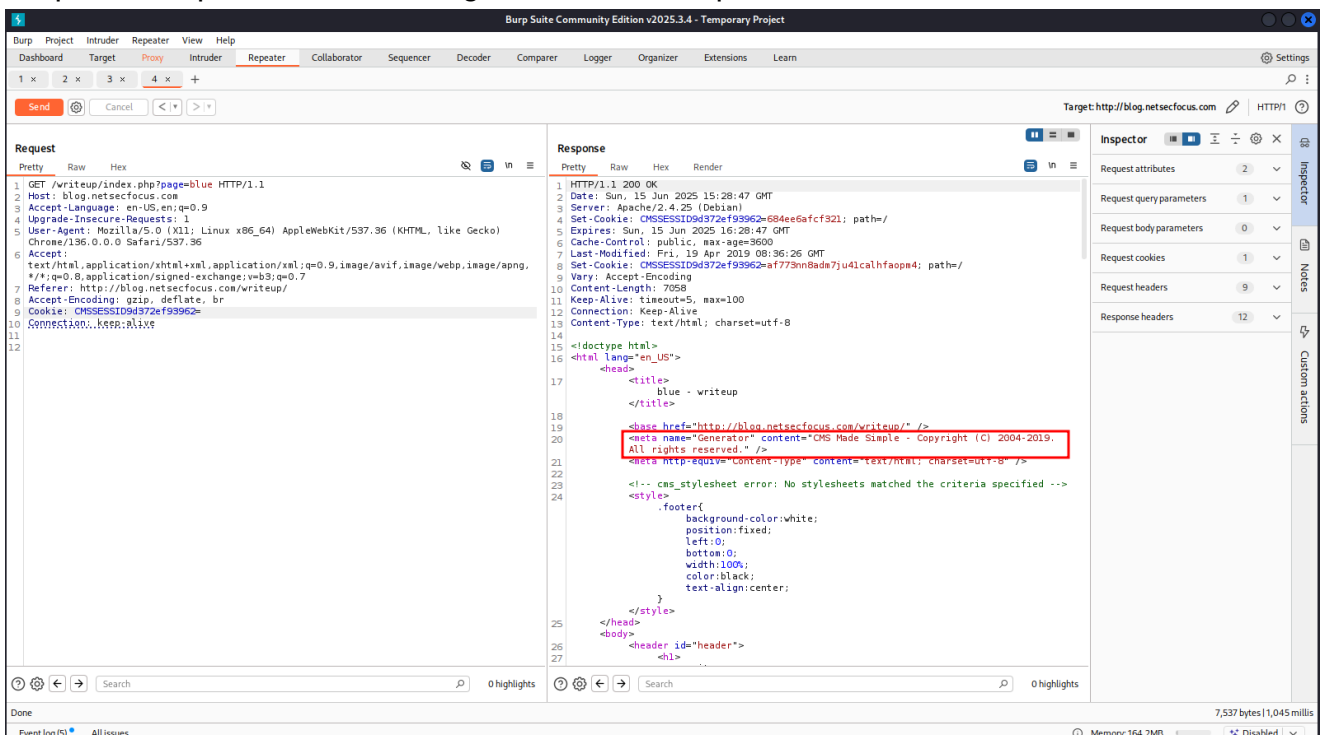 Burp Suite Community Edition v2025.3.4 - Temporary Project
Burp Project Intruder Repeater View Help
Dashboard Target Proxy Intruder Repeater Collaborator Sequencer Decoder Comparer Logger Organizer Extensions Learn Settings
1 × 2 × 3 × 4 × +
Send Cancel < > Target: http://blog.netsecfocus.com HTTP/1
Request
Pretty Raw Hex \n
1 GET /writeup/index.php?page=blue HTTP/1.1
2 Host: blog.netsecfocus.com
3 Accept-Language: en-US,en;q=0.9
4 Upgrade-Insecure-Requests: 1
5 User-Agent: Mozilla/5.0 (X11; Linux x86_64) AppleWebKit/537.36 (KHTML, like Gecko)
Chrome/136.0.0.0 Safari/537.36
6 Accept:
text/html,application/xhtml+xml,application/xml;q=0.9,image/avif,image/webp,image/apng,
*/*;q=0.8,application/signed-exchange;v=b3;q=0.7
7 Referer: http://blog.netsecfocus.com/writeup/
8 Accept-Encoding: gzip, deflate, br
9 Cookie: CMSSESSID9d372ef93962=
10 Connection: keep-alive
11
12
Search 0 highlights
Response
Pretty Raw Hex Render \n
1 HTTP/1.1 200 OK
2 Date: Sun, 15 Jun 2025 15:28:47 GMT
3 Server: Apache/2.4.25 (Debian)
4 Set-Cookie: CMSSESSID9d372ef93962=684ee6afcf321; path=/
5 Expires: Sun, 15 Jun 2025 16:28:47 GMT
6 Cache-Control: public, max-age=3600
7 Last-Modified: Fri, 19 Apr 2019 08:36:26 GMT
8 Set-Cookie: CMSSESSID9d372ef93962=af773nn8adm7ju41calhfaopm4; path=/
9 Vary: Accept-Encoding
10 Content-Length: 7058
11 Keep-Alive: timeout=5, max=100
12 Connection: Keep-Alive
13 Content-Type: text/html; charset=utf-8
14
15 <!doctype html>
16 <html lang="en_US">
<head>
17 <title>
blue - writeup
</title>
18
19 <base href="http://blog.netsecfocus.com/writeup/" />
20 <meta name="Generator" content="CMS Made Simple - Copyright (C) 2004-2019.
All rights reserved." />
21 <meta http-equiv="Content-Type" content="text/html; charset=utf-8" />
22
23 <!-- cms_stylesheet error: No stylesheets matched the criteria specified -->
24 <style>
.footer{
background-color:white;
position:fixed;
left:0;
bottom:0;
width:100%;
color:black;
text-align:center;
}
</style>
25 </head>
<body>
26 <header id="header">
27 <h1>
Search 0 highlights
Inspector
Request attributes 2
Request query parameters 1
Request body parameters 0
Request cookies 1
Request headers 9
Response headers 12
Inspector
Notes
Custom actions
Done 7,537 bytes | 1,045 millis
Event log (5) All issues Memory: 164.2MB Disabled